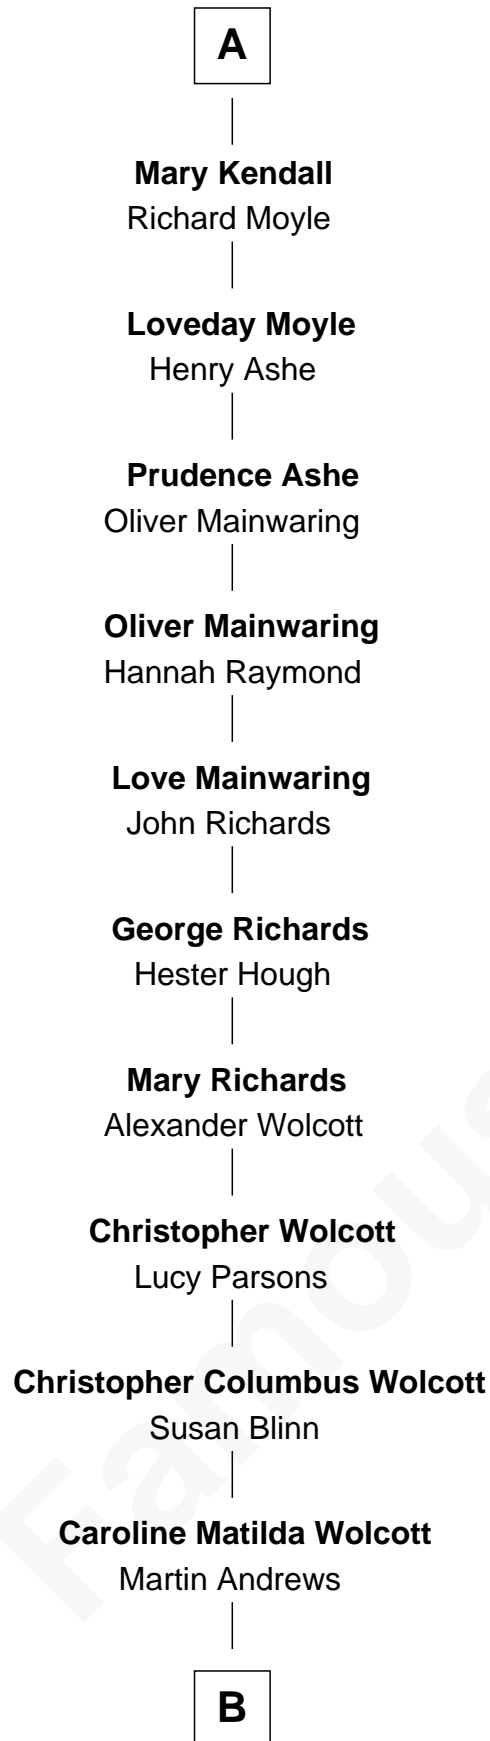 A
Mary Kendall
Richard Moyle
Loveday Moyle
Henry Ashe
Prudence Ashe
Oliver Mainwaring
Oliver Mainwaring
Hannah Raymond
Love Mainwaring
John Richards
George Richards
Hester Hough
Mary Richards
Alexander Wolcott
Christopher Wolcott
Lucy Parsons
Christopher Columbus Wolcott
Susan Blinn
Caroline Matilda Wolcott
Martin Andrews
B
Famous